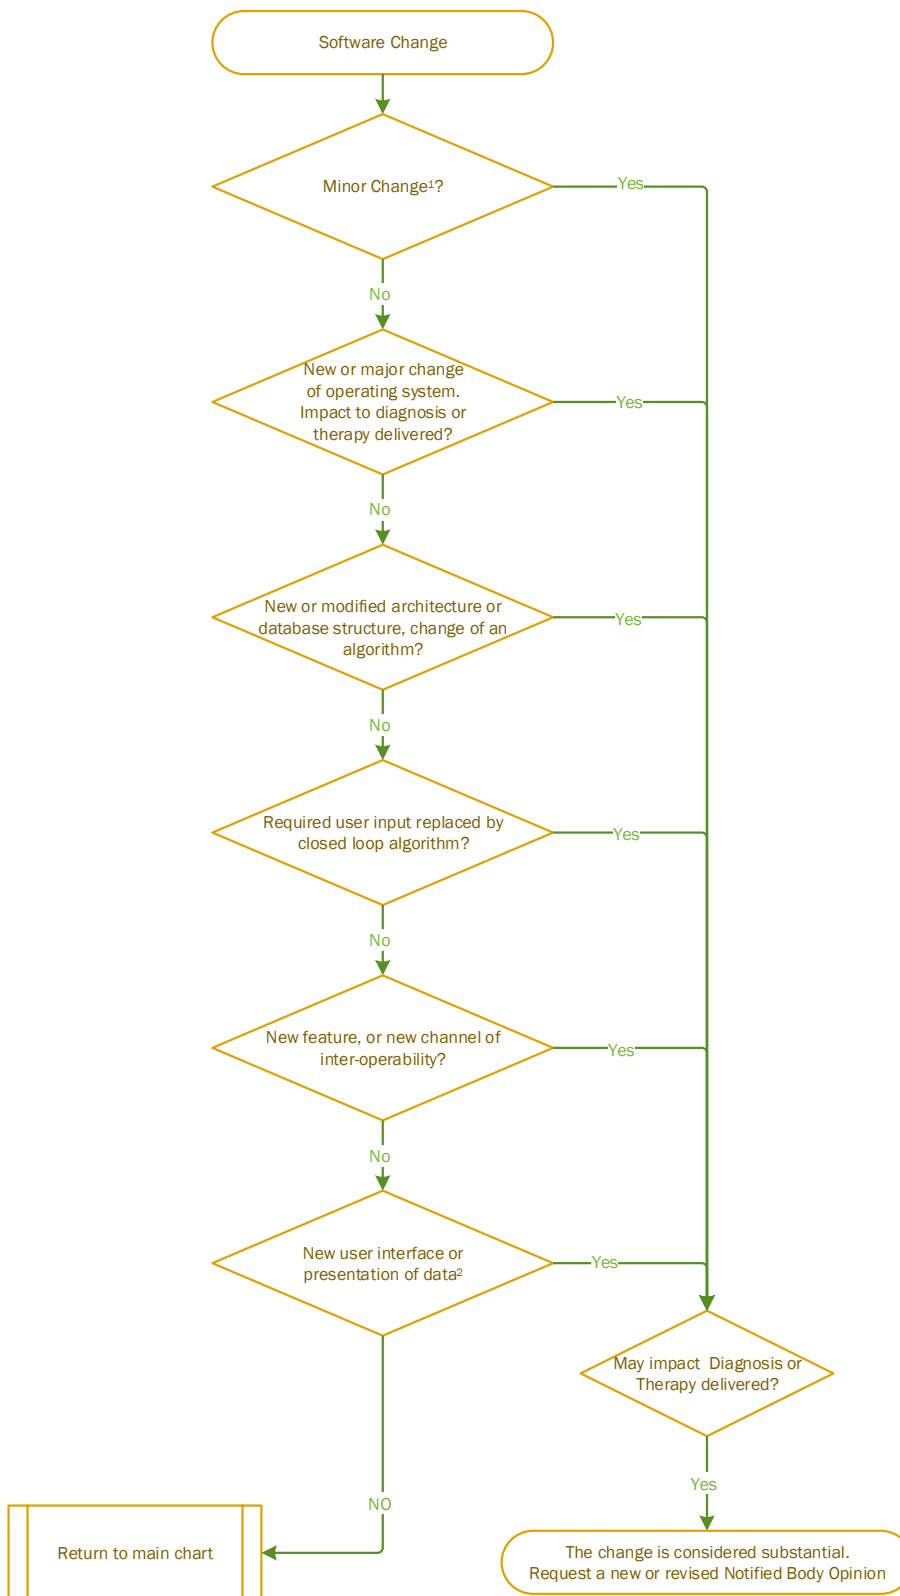 Software Change
Minor Change¹?
Yes
No
New or major change
of operating system.
Impact to diagnosis or
therapy delivered?
Yes
No
New or modified architecture or
database structure, change of an
algorithm?
Yes
No
Required user input replaced by
closed loop algorithm?
Yes
No
New feature, or new channel of
inter-operability?
Yes
No
New user interface or
presentation of data²
Yes
May impact  Diagnosis or
Therapy delivered?
Yes
NO
Return to main chart
The change is considered substantial.
Request a new or revised Notified Body Opinion